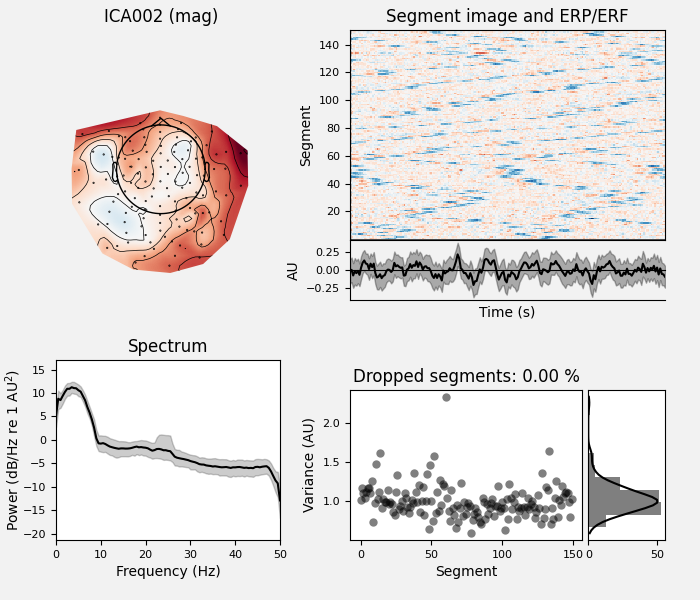 ICA002 (mag)
Segment image and ERP/ERF
Segment
140
120
100
80
60
40
20
AU
0.25
0.00
−0.25
Time (s)
Spectrum
Power (dB/Hz re 1 AU²)
15
10
5
0
−5
−10
−15
−20
0 10 20 30 40 50
Frequency (Hz)
Dropped segments: 0.00 %
Variance (AU)
2.0
1.5
1.0
0 50 100 150
Segment
0 50